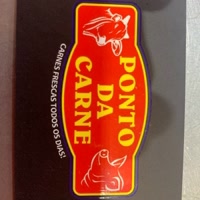 PONTO
DA
CARNE
CARNES FRESCAS TODOS OS DIAS!